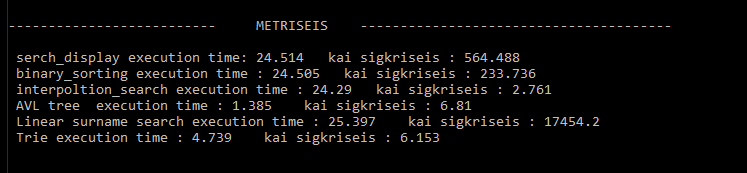 --------------------------     METRISEIS    ---------------------------------------
serch_display execution time: 24.514   kai sigkriseis : 564.488
binary_sorting execution time : 24.505   kai sigkriseis : 233.736
interpoltion_search execution time : 24.29   kai sigkriseis : 2.761
AVL tree  execution time : 1.385    kai sigkriseis : 6.81
Linear surname search execution time : 25.397    kai sigkriseis : 17454.2
Trie execution time : 4.739    kai sigkriseis : 6.153